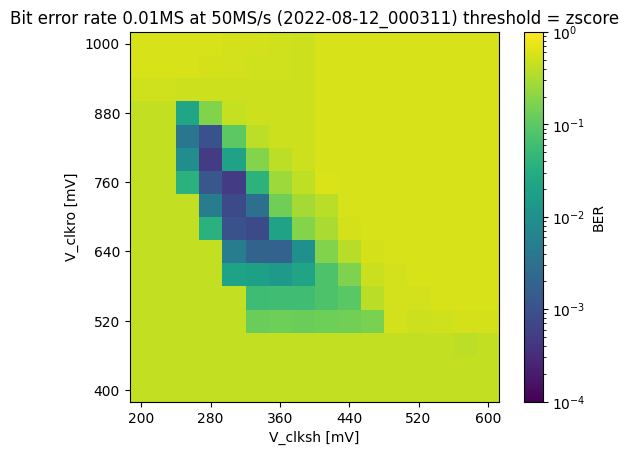 Bit error rate 0.01MS at 50MS/s (2022-08-12_000311) threshold = zscore
1000
880
760
640
520
400
V_clkro [mV]
200 280 360 440 520 600
V_clksh [mV]
10^0
10^-1
10^-2
10^-3
10^-4
BER